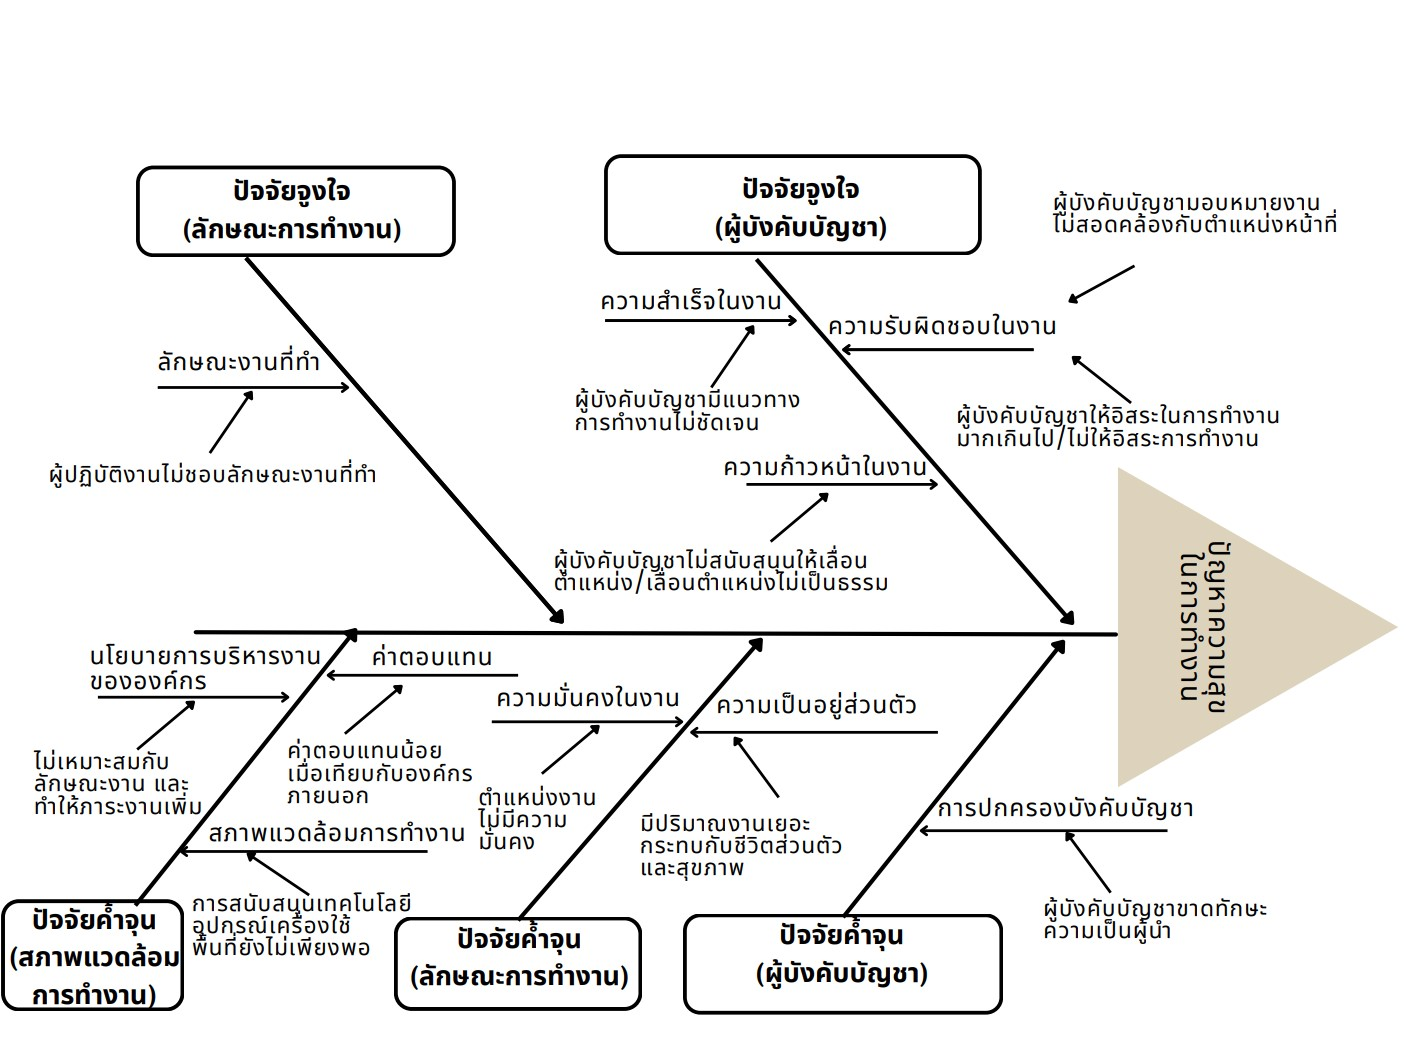 ปัจจัยจูงใจ
(ลักษณะการทำงาน)
ปัจจัยจูงใจ
(ผู้บังคับบัญชา)
ผู้บังคับบัญชามอบหมายงาน
ไม่สอดคล้องกับตำแหน่งหน้าที่
ความสำเร็จในงาน
ความรับผิดชอบในงาน
ลักษณะงานที่ทำ
ผู้บังคับบัญชามีแนวทาง
การทำงานไม่ชัดเจน
ผู้บังคับบัญชาให้อิสระในการทำงาน
มากเกินไป/ไม่ให้อิสระการทำงาน
ผู้ปฏิบัติงานไม่ชอบลักษณะงานที่ทำ
ความก้าวหน้าในงาน
ผู้บังคับบัญชาไม่สนับสนุนให้เลื่อน
ตำแหน่ง/เลื่อนตำแหน่งไม่เป็นธรรม
ปัญหาความสุข
ในการทำงาน
นโยบายการบริหารงาน
ขององค์กร
ค่าตอบแทน
ความมั่นคงในงาน
ความเป็นอยู่ส่วนตัว
ไม่เหมาะสมกับ
ลักษณะงาน และ
ทำให้ภาระงานเพิ่ม
ค่าตอบแทนน้อย
เมื่อเทียบกับองค์กร
ภายนอก
ตำแหน่งงาน
ไม่มีความ
มั่นคง
มีปริมาณงานเยอะ
กระทบกับชีวิตส่วนตัว
และสุขภาพ
การปกครองบังคับบัญชา
สภาพแวดล้อมการทำงาน
การสนับสนุนเทคโนโลยี
อุปกรณ์เครื่องใช้
พื้นที่ยังไม่เพียงพอ
ผู้บังคับบัญชาขาดทักษะ
ความเป็นผู้นำ
ปัจจัยค้ำจุน
(สภาพแวดล้อม
การทำงาน)
ปัจจัยค้ำจุน
(ลักษณะการทำงาน)
ปัจจัยค้ำจุน
(ผู้บังคับบัญชา)